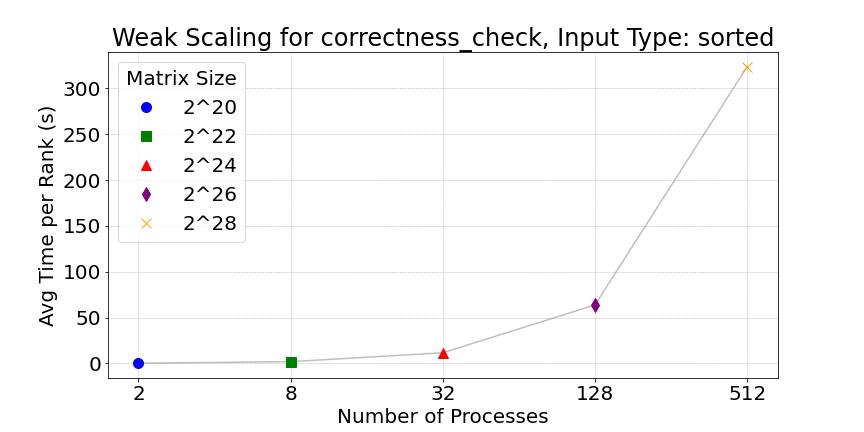 Weak Scaling for correctness_check, Input Type: sorted
Matrix Size
2^20
2^22
2^24
2^26
2^28
Avg Time per Rank (s)
300
250
200
150
100
50
0
2 8 32 128 512
Number of Processes